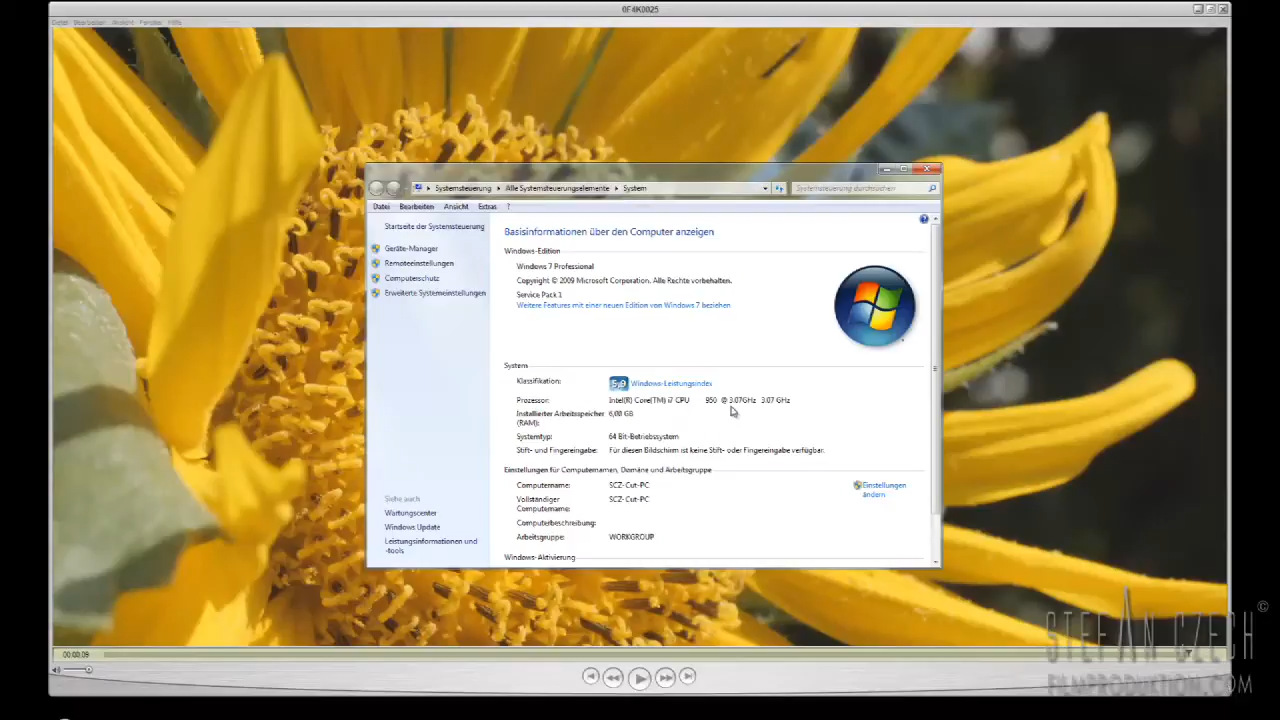 0F4K0025
Datei Bearbeiten Ansicht Fenster Hilfe
Systemsteuerung Alle Systemsteuerungselemente System
Systemsteuerung durchsuchen
Datei Bearbeiten Ansicht Extras ?
Startseite der Systemsteuerung
Geräte-Manager
Remoteeinstellungen
Computerschutz
Erweiterte Systemeinstellungen
Siehe auch
Wartungscenter
Windows Update
Leistungsinformationen und
-tools
Basisinformationen über den Computer anzeigen
Windows-Edition
Windows 7 Professional
Copyright © 2009 Microsoft Corporation. Alle Rechte vorbehalten.
Service Pack 1
Weitere Features mit einer neuen Edition von Windows 7 beziehen
System
Klassifikation: 5,9 Windows-Leistungsindex
Prozessor: Intel(R) Core(TM) i7 CPU 950 @ 3.07GHz 3.07 GHz
Installierter Arbeitsspeicher 6,00 GB
(RAM):
Systemtyp: 64 Bit-Betriebssystem
Stift- und Fingereingabe: Für diesen Bildschirm ist keine Stift- oder Fingereingabe verfügbar.
Einstellungen für Computernamen, Domäne und Arbeitsgruppe
Computername: SCZ-Cut-PC
Einstellungen
ändern
Vollständiger SCZ-Cut-PC
Computername:
Computerbeschreibung:
Arbeitsgruppe: WORKGROUP
Windows-Aktivierung
00:00:09
STEFAN CZECH ©
FILMPRODUKTION.COM